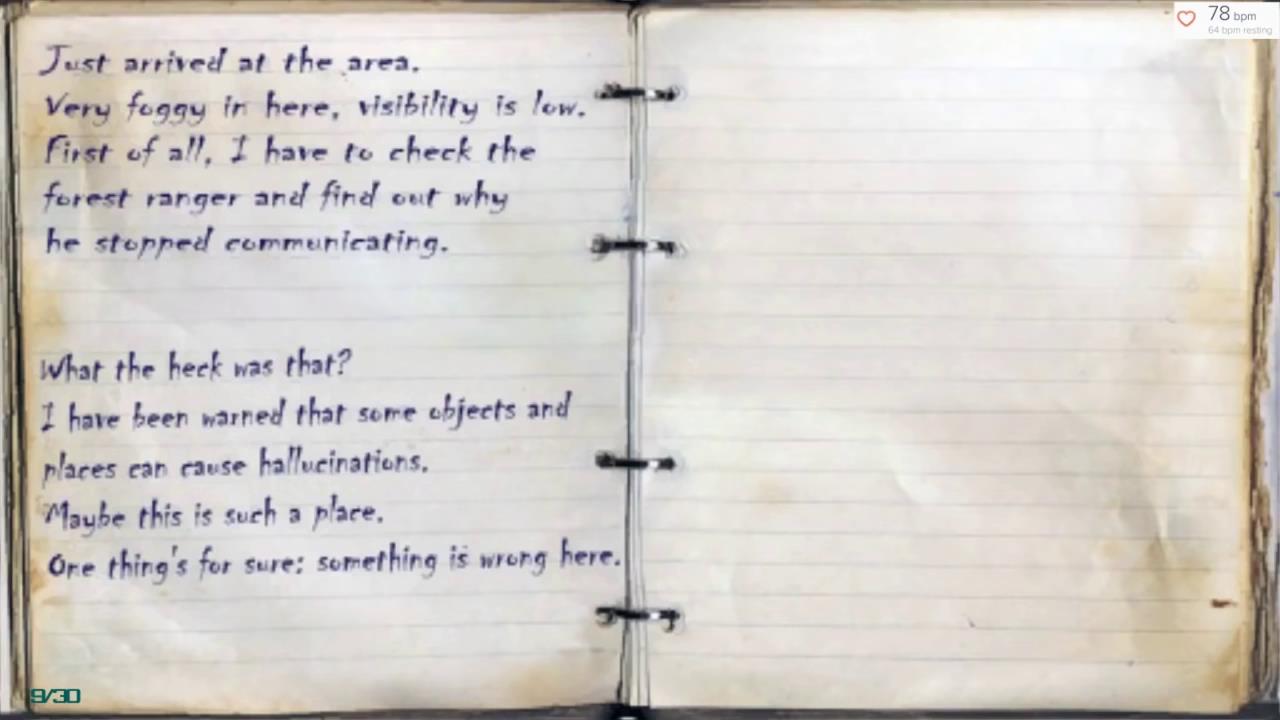 Just arrived at the area.
Very foggy in here, visibility is low.
First of all, I have to check the
forest ranger and find out why
he stopped communicating.
What the heck was that?
I have been warned that some objects and
places can cause hallucinations.
Maybe this is such a place.
One thing's for sure: something is wrong here.
9/30
78 bpm
64 bpm resting